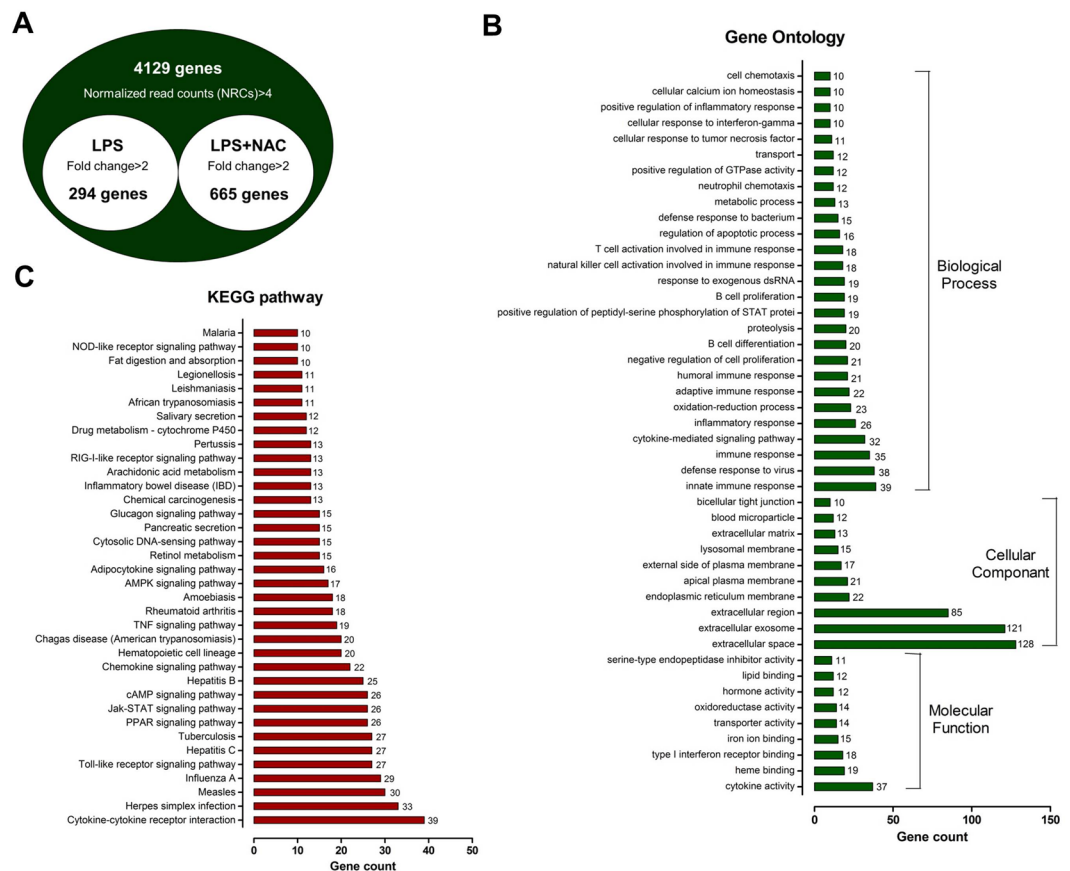 A
4129 genes
Normalized read counts (NRCs)>4
LPS
Fold change>2
294 genes
LPS+NAC
Fold change>2
665 genes
B
Gene Ontology
cell chemotaxis 10
cellular calcium ion homeostasis 10
positive regulation of inflammatory response 10
cellular response to interferon-gamma 10
cellular response to tumor necrosis factor 11
transport 12
positive regulation of GTPase activity 12
neutrophil chemotaxis 12
metabolic process 13
defense response to bacterium 15
regulation of apoptotic process 16
T cell activation involved in immune response 18
natural killer cell activation involved in immune response 18
response to exogenous dsRNA 19
B cell proliferation 19
positive regulation of peptidyl-serine phosphorylation of STAT protei 19
proteolysis 20
B cell differentiation 20
negative regulation of cell proliferation 21
humoral immune response 21
adaptive immune response 22
oxidation-reduction process 23
inflammatory response 26
cytokine-mediated signaling pathway 32
immune response 35
defense response to virus 38
innate immune response 39
Biological
Process
bicellular tight junction 10
blood microparticle 12
extracellular matrix 13
lysosomal membrane 15
external side of plasma membrane 17
apical plasma membrane 21
endoplasmic reticulum membrane 22
extracellular region 85
extracellular exosome 121
extracellular space 128
Cellular
Componant
serine-type endopeptidase inhibitor activity 11
lipid binding 12
hormone activity 12
oxidoreductase activity 14
transporter activity 14
iron ion binding 15
type I interferon receptor binding 18
heme binding 19
cytokine activity 37
Molecular
Function
0 50 100 150
Gene count
C
KEGG pathway
Malaria 10
NOD-like receptor signaling pathway 10
Fat digestion and absorption 10
Legionellosis 11
Leishmaniasis 11
African trypanosomiasis 11
Salivary secretion 12
Drug metabolism - cytochrome P450 12
Pertussis 13
RIG-I-like receptor signaling pathway 13
Arachidonic acid metabolism 13
Inflammatory bowel disease (IBD) 13
Chemical carcinogenesis 13
Glucagon signaling pathway 15
Pancreatic secretion 15
Cytosolic DNA-sensing pathway 15
Retinol metabolism 15
Adipocytokine signaling pathway 16
AMPK signaling pathway 17
Amoebiasis 18
Rheumatoid arthritis 18
TNF signaling pathway 19
Chagas disease (American trypanosomiasis) 20
Hematopoietic cell lineage 20
Chemokine signaling pathway 22
Hepatitis B 25
cAMP signaling pathway 26
Jak-STAT signaling pathway 26
PPAR signaling pathway 26
Tuberculosis 27
Hepatitis C 27
Toll-like receptor signaling pathway 27
Influenza A 29
Measles 30
Herpes simplex infection 33
Cytokine-cytokine receptor interaction 39
0 10 20 30 40 50
Gene count